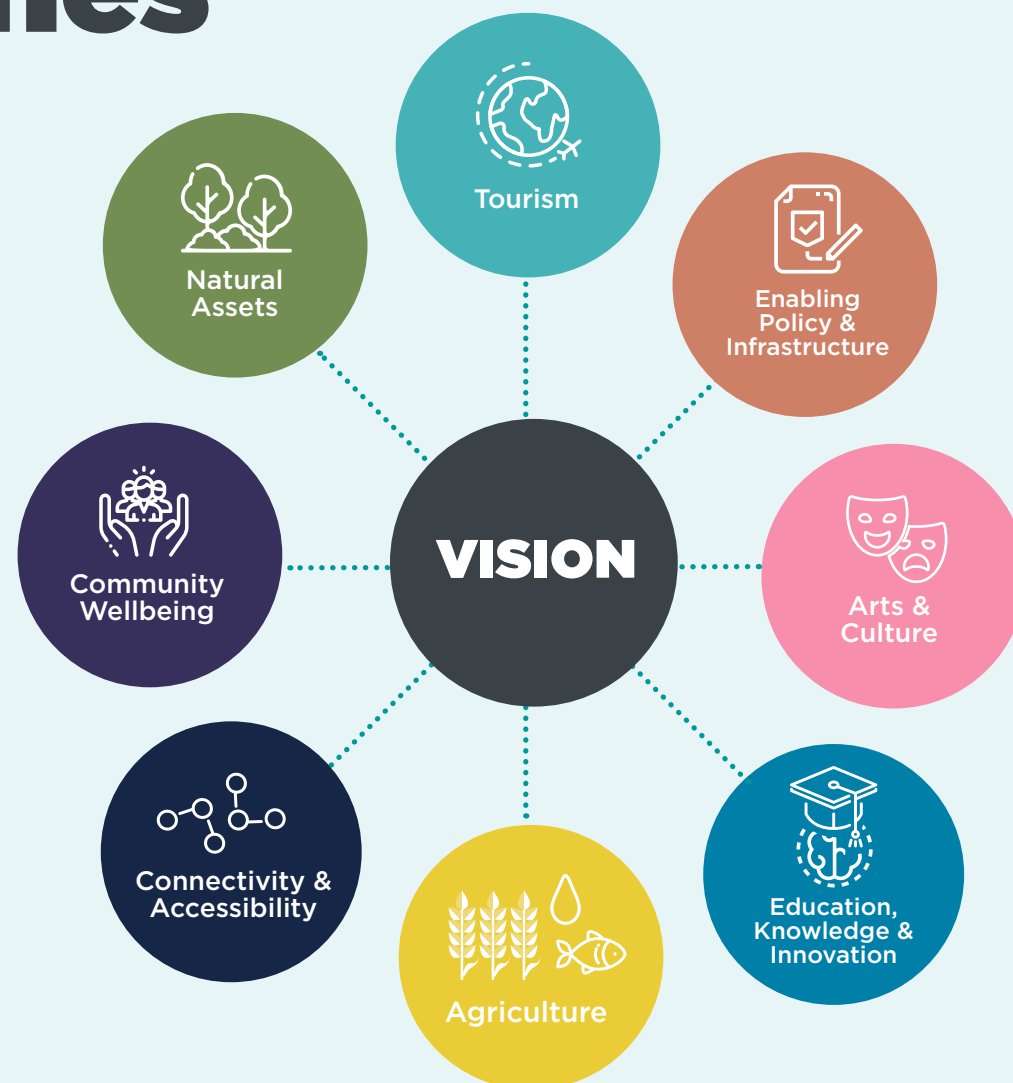 Tourism
Natural
Assets
Enabling
Policy &
Infrastructure
VISION
Community
Wellbeing
Arts &
Culture
Connectivity &
Accessibility
Education,
Knowledge &
Innovation
Agriculture